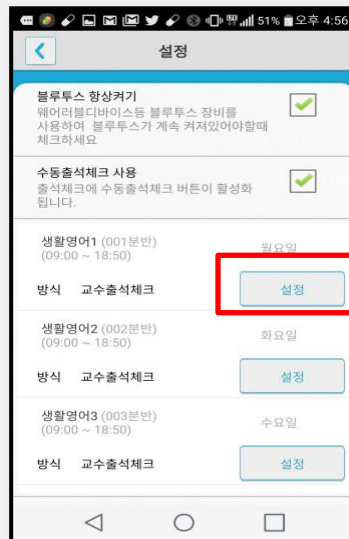 51% 오후 4:56
설정
블루투스 항상켜기
웨어러블디바이스등 블루투스 장비를
사용하여 블루투스가 계속 켜져있어야할때
체크하세요
수동출석체크 사용
출석체크에 수동출석체크 버튼이 활성화
됩니다.
생활영어1 (001분반) 월요일
(09:00 ~ 18:50)
방식 교수출석체크 설정
생활영어2 (002분반) 화요일
(09:00 ~ 18:50)
방식 교수출석체크 설정
생활영어3 (003분반) 수요일
(09:00 ~ 18:50)
방식 교수출석체크 설정